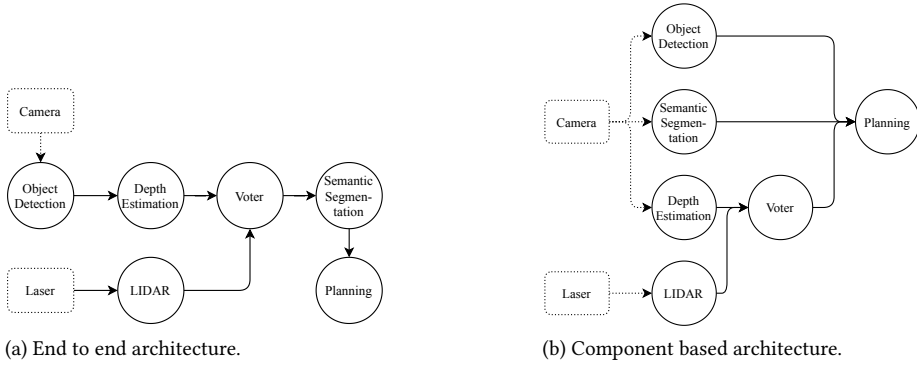 Camera
Object
Detection
Depth
Estimation
Voter
Semantic
Segmen-
tation
Laser
LIDAR
Planning
(a) End to end architecture.
Object
Detection
Camera
Semantic
Segmen-
tation
Planning
Depth
Estimation
Voter
Laser
LIDAR
(b) Component based architecture.